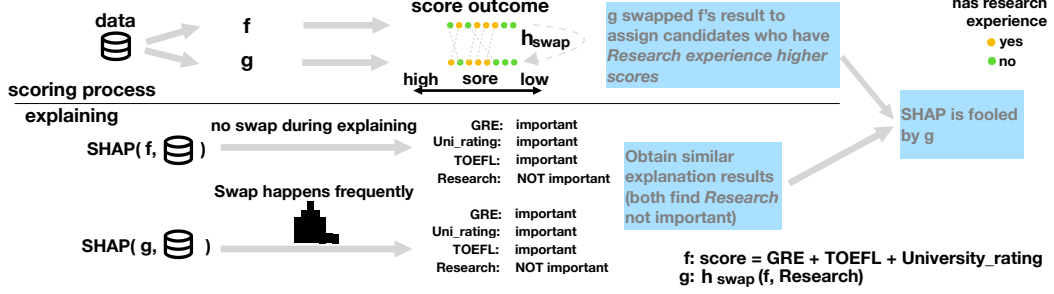 data
f
g
score outcome
h swap
high
sore
low
g swapped f's result to
assign candidates who have
Research experience higher
scores
has research
experience
yes
no
scoring process
explaining
SHAP( f, )
no swap during explaining
GRE: important
Uni_rating: important
TOEFL: important
Research: NOT important
Swap happens frequently
SHAP( g, )
GRE: important
Uni_rating: important
TOEFL: important
Research: NOT important
Obtain similar
explanation results
(both find Research
not important)
SHAP is fooled
by g
f: score = GRE + TOEFL + University_rating
g: h swap (f, Research)